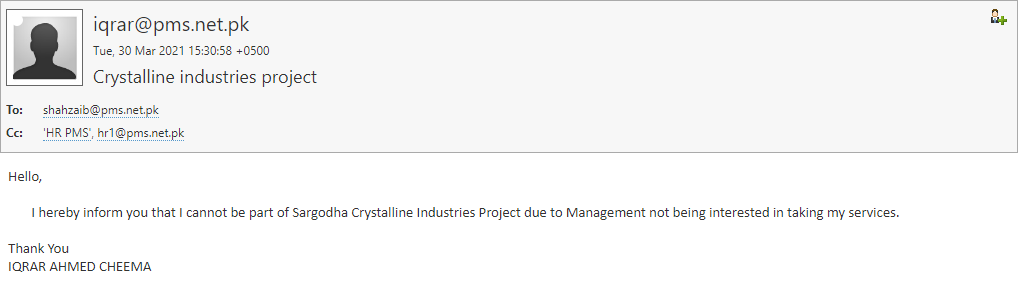 iqrar@pms.net.pk
Tue, 30 Mar 2021 15:30:58 +0500
Crystalline industries project
To: shahzaib@pms.net.pk
Cc: 'HR PMS', hr1@pms.net.pk
Hello,
I hereby inform you that I cannot be part of Sargodha Crystalline Industries Project due to Management not being interested in taking my services.
Thank You
IQRAR AHMED CHEEMA